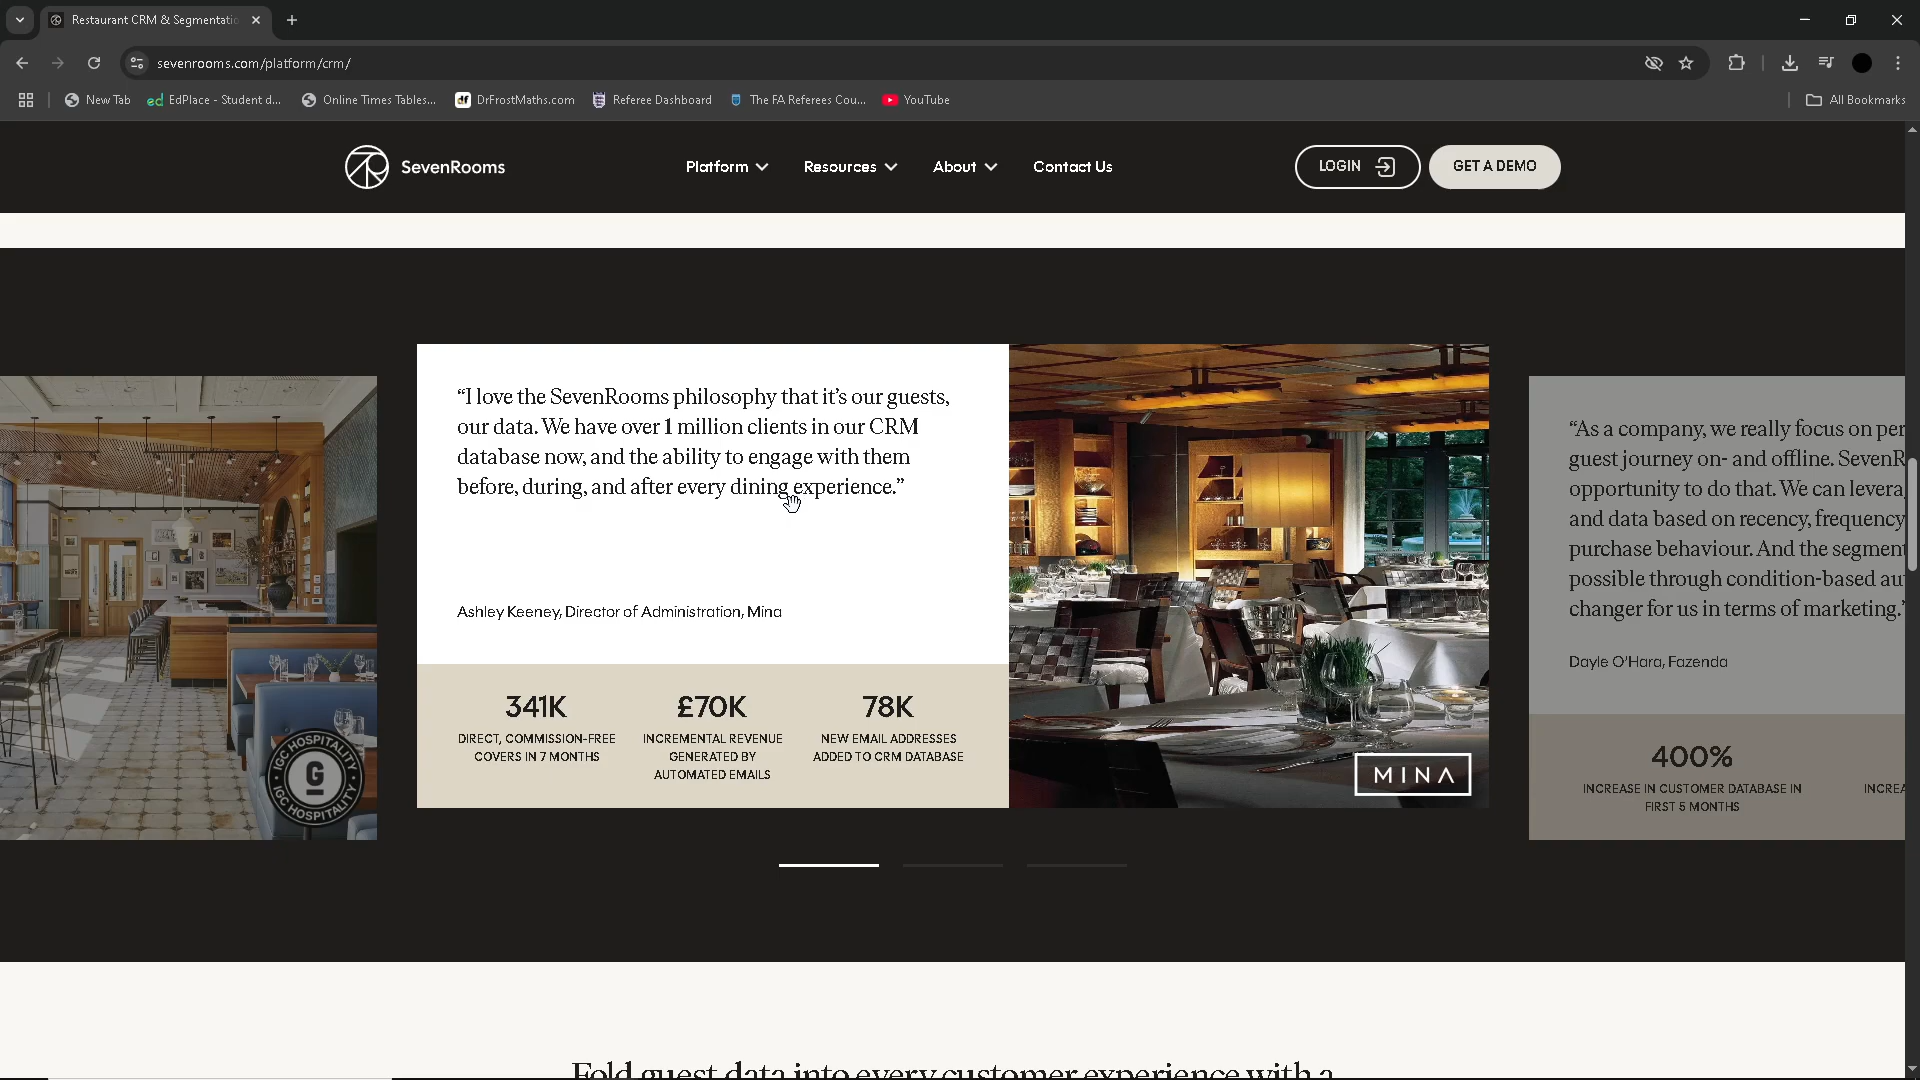 Restaurant CRM & Segmentatio
sevenrooms.com/platform/crm/
New Tab
EdPlace - Student d...
Online Times Tables...
DrFrostMaths.com
Referee Dashboard
The FA Referees Cou...
YouTube
All Bookmarks
SevenRooms
Platform
Resources
About
Contact Us
LOGIN
GET A DEMO
“I love the SevenRooms philosophy that it’s our guests,
our data. We have over 1 million clients in our CRM
database now, and the ability to engage with them
before, during, and after every dining experience.”
Ashley Keeney, Director of Administration, Mina
341K
DIRECT, COMMISSION-FREE
COVERS IN 7 MONTHS
£70K
INCREMENTAL REVENUE
GENERATED BY
AUTOMATED EMAILS
78K
NEW EMAIL ADDRESSES
ADDED TO CRM DATABASE
MINA
IGC HOSPITALITY
G
IGC HOSPITALITY
“As a company, we really focus on per
guest journey on- and offline. SevenR
opportunity to do that. We can levera
and data based on recency, frequency
purchase behaviour. And the segment
possible through condition-based au
changer for us in terms of marketing.”
Dayle O’Hara, Fazenda
400%
INCREASE IN CUSTOMER DATABASE IN
FIRST 5 MONTHS
INCREA
Fold guest data into every customer experience with a